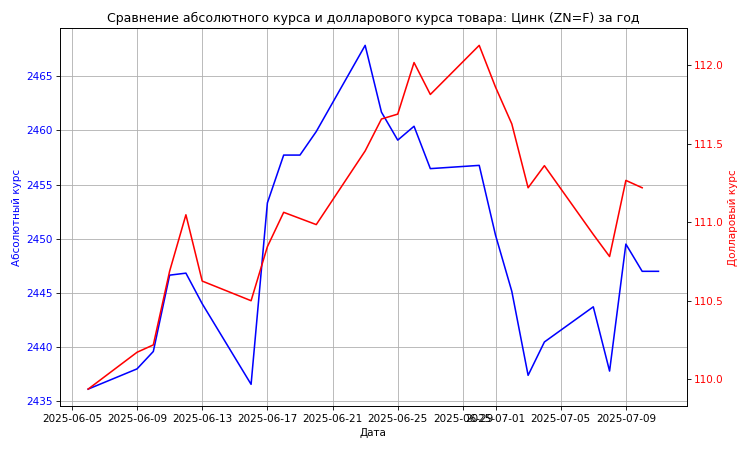 Сравнение абсолютного курса и долларового курса товара: Цинк (ZN=F) за год
Абсолютный курс
2465
2460
2455
2450
2445
2440
2435
112.0
111.5
111.0
110.5
110.0
Долларовый курс
2025-06-05 2025-06-09 2025-06-13 2025-06-17 2025-06-21 2025-06-25 2025-06-29 2025-07-01 2025-07-05 2025-07-09
Дата